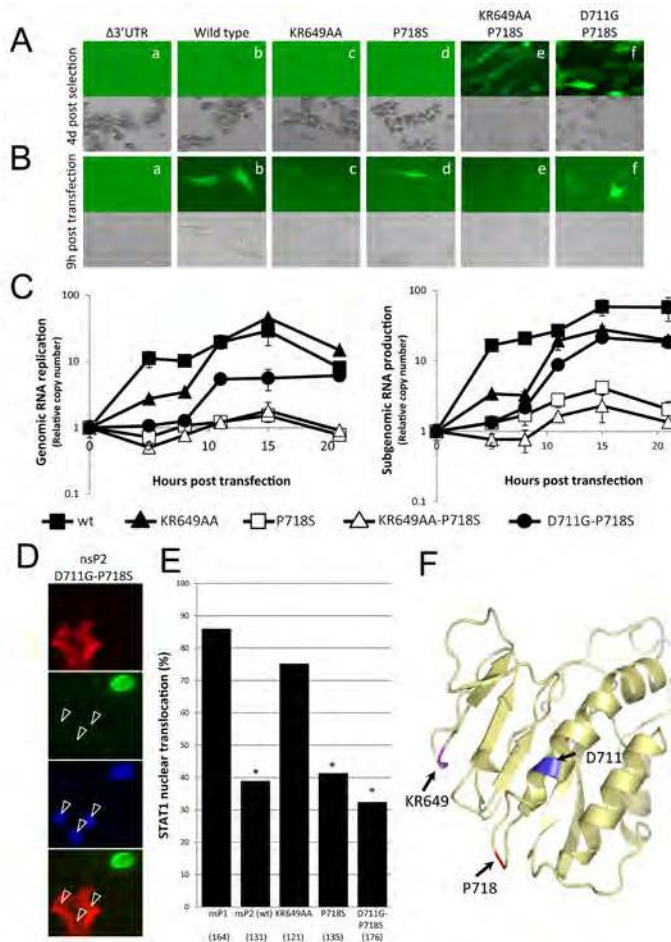 A
Δ3'UTR
Wild type
KR649AA
P718S
KR649AA
P718S
D711G
P718S
4d post selection
a
b
c
d
e
f
B
9h post transfection
a
b
c
d
e
f
C
Genomic RNA replication
(Relative copy number)
100
10
1
0.1
0
5
10
15
20
Hours post transfection
Subgenomic RNA production
(Relative copy number)
100
10
1
0.1
0
5
10
15
20
Hours post transfection
wt
KR649AA
P718S
KR649AA-P718S
D711G-P718S
D
nsP2
D711G-P718S
E
STAT1 nuclear translocation (%)
100
90
80
70
60
50
40
30
20
10
0
* * *
nsP1
nsP2 (wt)
KR649AA
P718S
D711G-
P718S
(164)
(131)
(121)
(135)
(176)
F
KR649
D711
P718